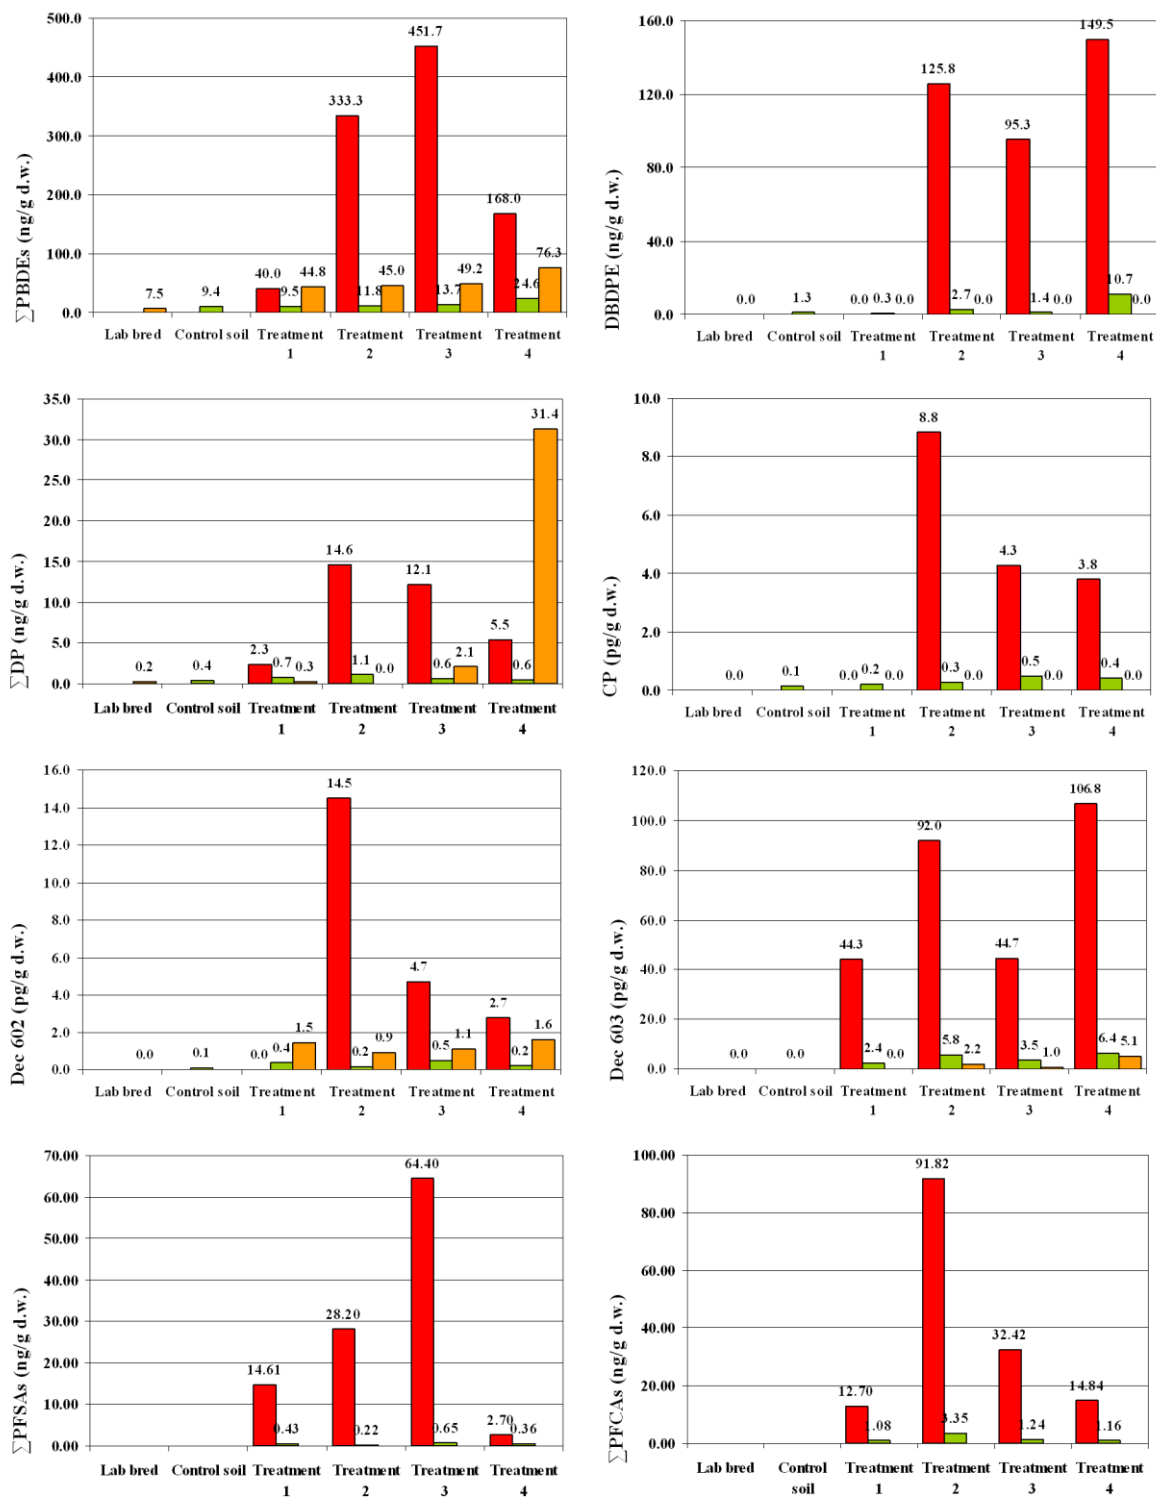 ∑PBDEs (ng/g d.w.)
500.0
400.0
300.0
200.0
100.0
0.0
7.5
9.4
40.0
9.5
44.8
333.3
11.8
45.0
451.7
13.7
49.2
168.0
24.6
76.3
Lab bred
Control soil
Treatment 1
Treatment 2
Treatment 3
Treatment 4
DBDPE (ng/g d.w.)
160.0
120.0
80.0
40.0
0.0
0.0
1.3
0.0
0.3
0.0
125.8
2.7
0.0
95.3
1.4
0.0
149.5
10.7
0.0
Lab bred
Control soil
Treatment 1
Treatment 2
Treatment 3
Treatment 4
∑DP (ng/g d.w.)
35.0
30.0
25.0
20.0
15.0
10.0
5.0
0.0
0.2
0.4
2.3
0.7
0.3
14.6
1.1
0.0
12.1
0.6
2.1
5.5
0.6
31.4
Lab bred
Control soil
Treatment 1
Treatment 2
Treatment 3
Treatment 4
CP (pg/g d.w.)
10.0
8.0
6.0
4.0
2.0
0.0
0.0
0.1
0.0
0.2
0.0
8.8
0.3
0.0
4.3
0.5
0.0
3.8
0.4
0.0
Lab bred
Control soil
Treatment 1
Treatment 2
Treatment 3
Treatment 4
Dec 602 (pg/g d.w.)
16.0
14.0
12.0
10.0
8.0
6.0
4.0
2.0
0.0
0.0
0.1
0.0
0.4
1.5
14.5
0.2
0.9
4.7
0.5
1.1
2.7
0.2
1.6
Lab bred
Control soil
Treatment 1
Treatment 2
Treatment 3
Treatment 4
Dec 603 (pg/g d.w.)
120.0
100.0
80.0
60.0
40.0
20.0
0.0
0.0
0.0
44.3
2.4
0.0
92.0
5.8
2.2
44.7
3.5
1.0
106.8
6.4
5.1
Lab bred
Control soil
Treatment 1
Treatment 2
Treatment 3
Treatment 4
∑PFSAs (ng/g d.w.)
70.00
60.00
50.00
40.00
30.00
20.00
10.00
0.00
14.61
0.43
28.20
0.22
64.40
0.65
2.70
0.36
Lab bred
Control soil
Treatment 1
Treatment 2
Treatment 3
Treatment 4
∑PFCAs (ng/g d.w.)
100.00
80.00
60.00
40.00
20.00
0.00
12.70
1.08
91.82
3.35
32.42
1.24
14.84
1.16
Lab bred
Control soil
Treatment 1
Treatment 2
Treatment 3
Treatment 4